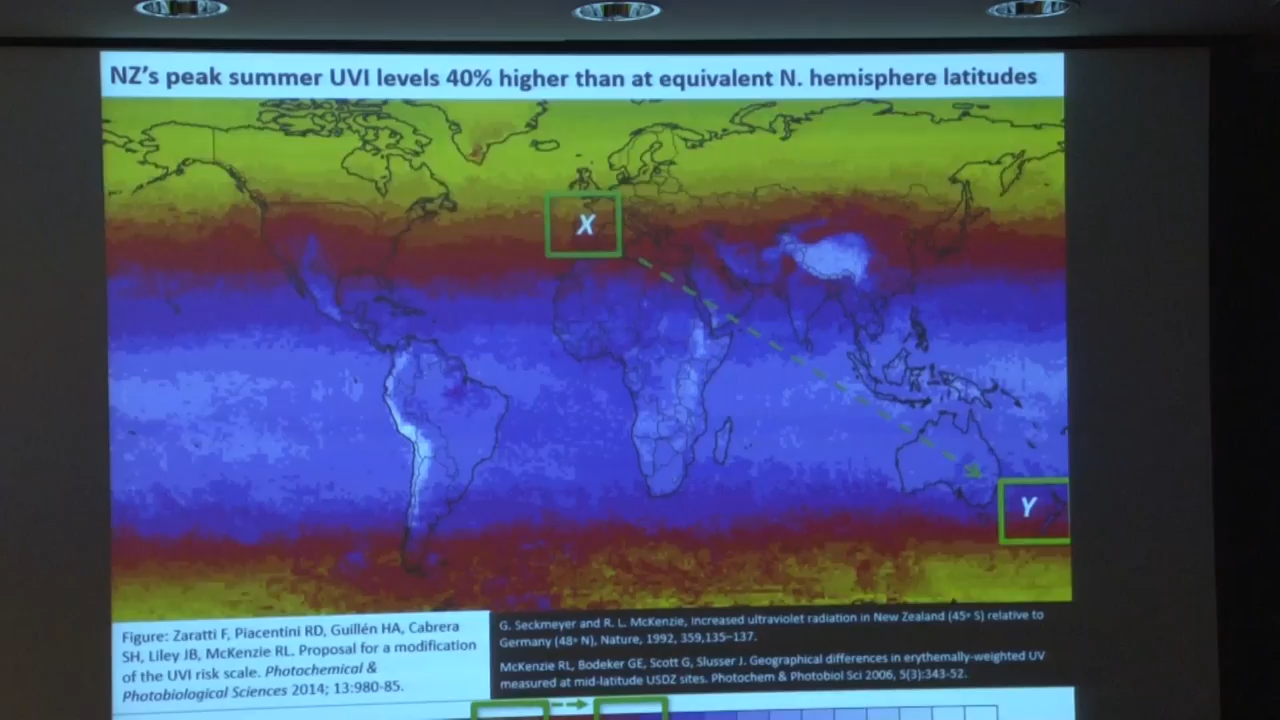 NZ's peak summer UVI levels 40% higher than at equivalent N. hemisphere latitudes
X
Y
Figure: Zaratti F, Piacentini RD, Guillén HA, Cabrera
SH, Liley JB, McKenzie RL. Proposal for a modification
of the UVI risk scale. Photochemical &
Photobiological Sciences 2014; 13:980-85.
G. Seckmeyer and R. L. McKenzie, Increased ultraviolet radiation in New Zealand (45° S) relative to
Germany (48° N), Nature, 1992, 359,135–137.
McKenzie RL, Bodeker GE, Scott G, Slusser J. Geographical differences in erythemally-weighted UV
measured at mid-latitude USDZ sites. Photochem & Photobiol Sci 2006, 5(3):343-52.